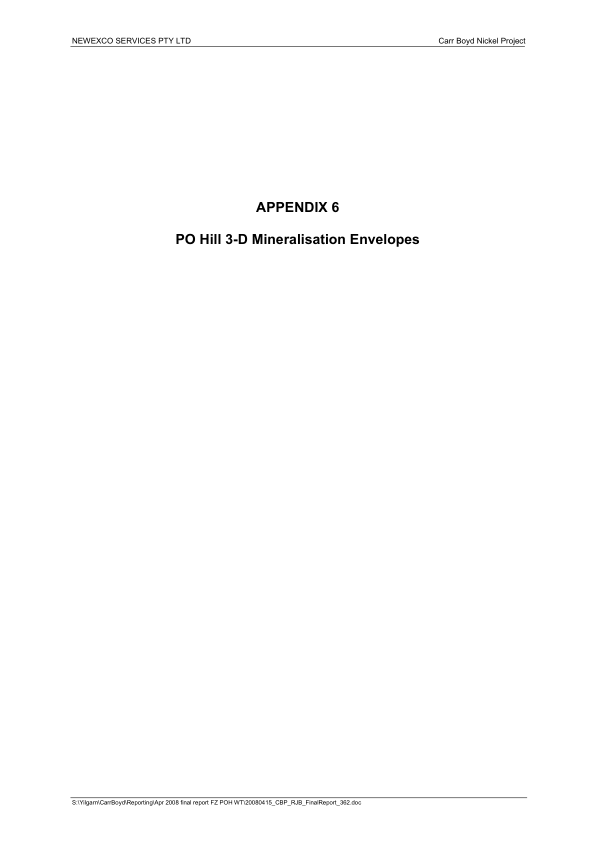 NEWEXCO SERVICES PTY LTD Carr Boyd Nickel Project
APPENDIX 6
PO Hill 3-D Mineralisation Envelopes
S:\Yilgarn\CarrBoyd\Reporting\Apr 2008 final report FZ POH WT\20080415_CBP_RJB_FinalReport_362.doc